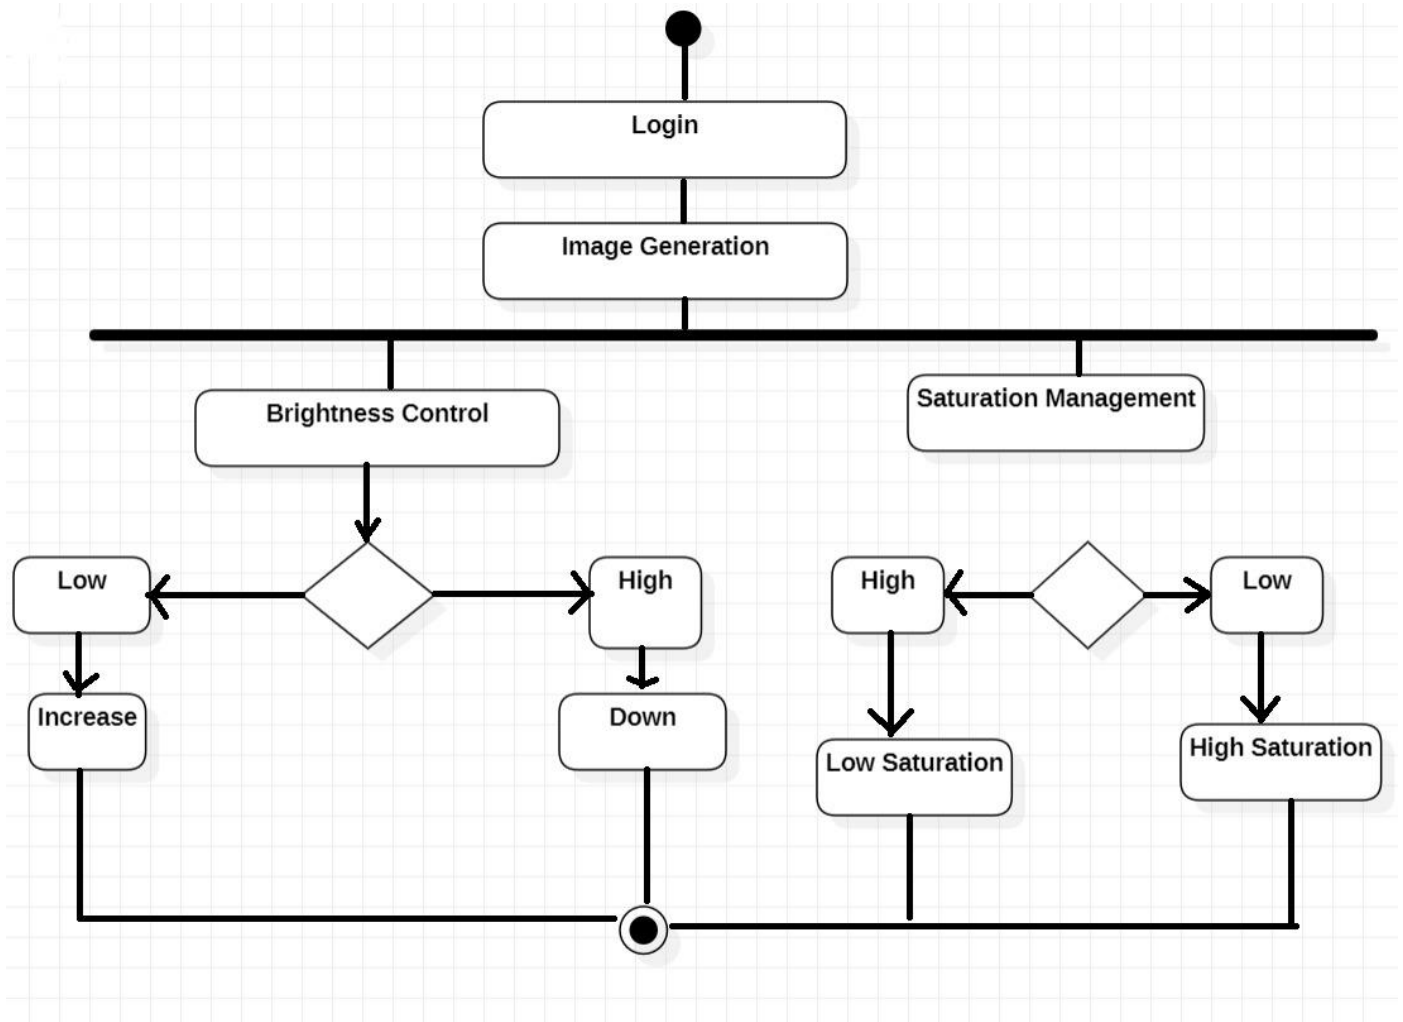 Login
Image Generation
Brightness Control
Saturation Management
Low
High
High
Low
Increase
Down
Low Saturation
High Saturation